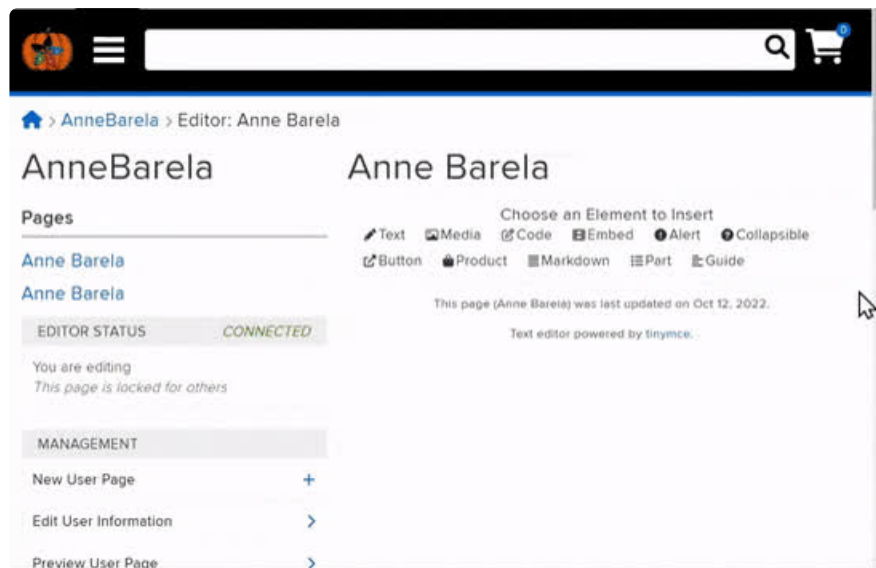 0
> AnneBarela > Editor: Anne Barela
AnneBarela
Pages
Anne Barela
Anne Barela
EDITOR STATUS CONNECTED
You are editing
This page is locked for others
MANAGEMENT
New User Page +
Edit User Information >
Preview User Page >
Anne Barela
Choose an Element to Insert
Text Media Code Embed Alert Collapsible
Button Product Markdown Part Guide
This page (Anne Barela) was last updated on Oct 12, 2022.
Text editor powered by tinymce.